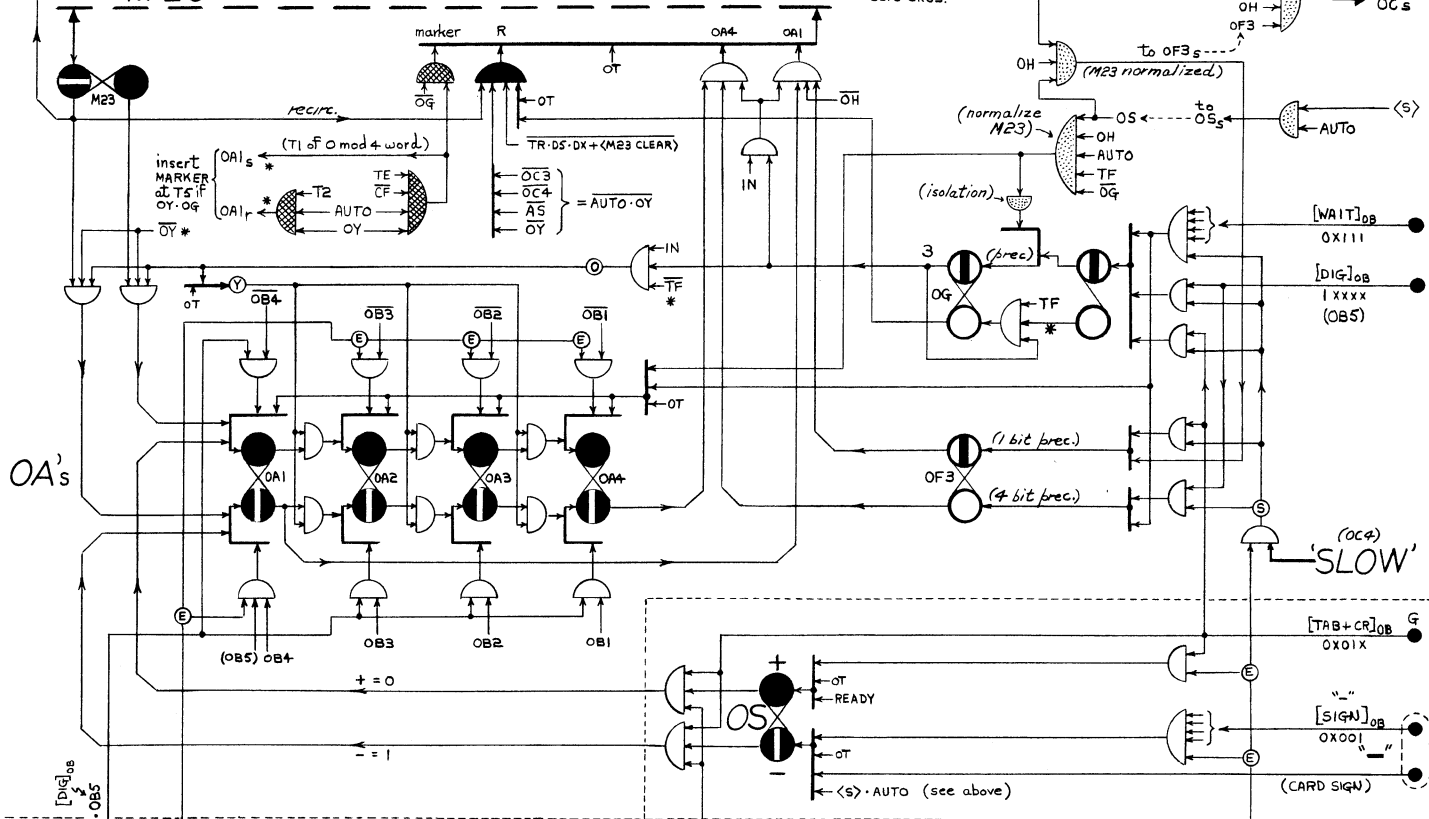 marker R OA4 OA1
OH
OF3
OCs
to OF3s
(M23 normalized)
OH
M23
OG
OT
OT
recirc.
OH
(normalize M23)
OS
to OSs
<S>
AUTO
OH
AUTO
TF
OG
TR·DS·DX+<M23 CLEAR>
(T1 of 0 mod 4 word)
insert MARKER at T5 if OY·OG
OA1s *
OA1r *
TE
CF
T2
AUTO
OY
OC3
OC4
AS
OY
= AUTO·OY
IN
(isolation)
[WAIT]OB
0X111
OY *
IN
TF
*
O
3
(prec)
OG
TF
*
[DIG]OB
1XXXX
(OB5)
OT
Y
OB4
OB3
OB2
OB1
E
E
E
OT
OA's
OA1
OA2
OA3
OA4
OF3
(1 bit prec.)
(4 bit prec.)
S
(OC4)
'SLOW'
E
(OB5) OB4
OB3
OB2
OB1
[TAB+CR]OB
G
0X01X
+ = 0
+
OT
READY
E
OS
"-"
[SIGN]OB
0X001
"—"
- = 1
OT
-
E
(CARD SIGN)
<S>·AUTO (see above)
[DIG]OB
·OB5